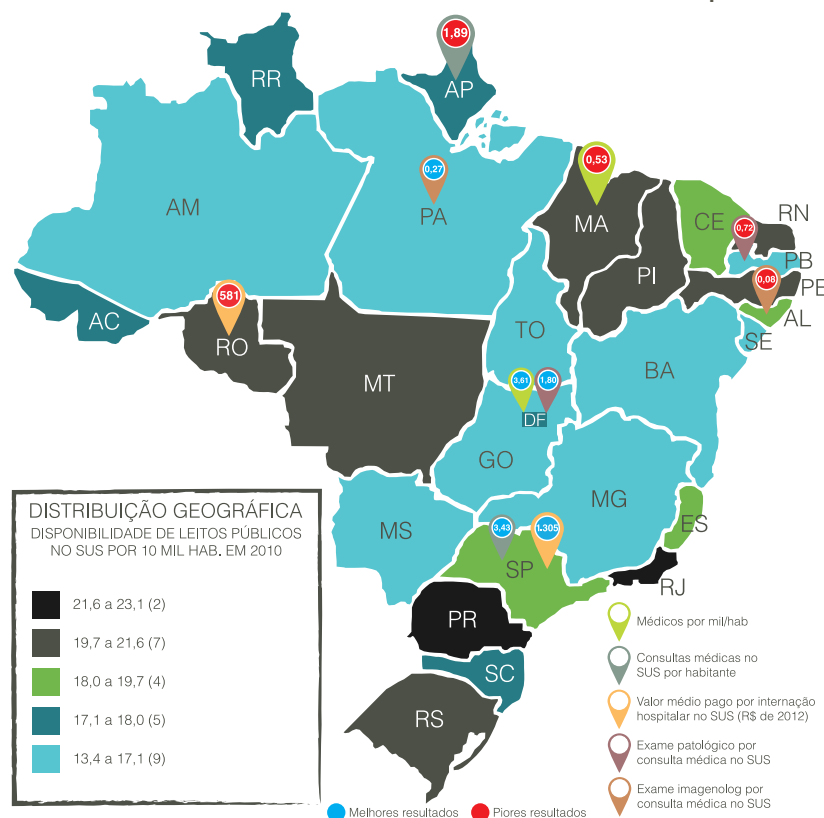 1,89
RR
AP
0,27
0,53
AM
PA
MA
CE
RN
0,72
PB
PI
0,08
PE
AC
581
RO
TO
AL
SE
MT
3,61
1,80
BA
DF
GO
MG
MS
ES
3,43
1.305
SP
RJ
PR
SC
RS
DISTRIBUIÇÃO GEOGRÁFICA
DISPONIBILIDADE DE LEITOS PÚBLICOS
NO SUS POR 10 MIL HAB. EM 2010
21,6 a 23,1 (2)
19,7 a 21,6 (7)
18,0 a 19,7 (4)
17,1 a 18,0 (5)
13,4 a 17,1 (9)
Médicos por mil/hab
Consultas médicas no
SUS por habitante
Valor médio pago por internação
hospitalar no SUS (R$ de 2012)
Exame patológico por
consulta médica no SUS
Exame imagenolog por
consulta médica no SUS
Melhores resultados
Piores resultados